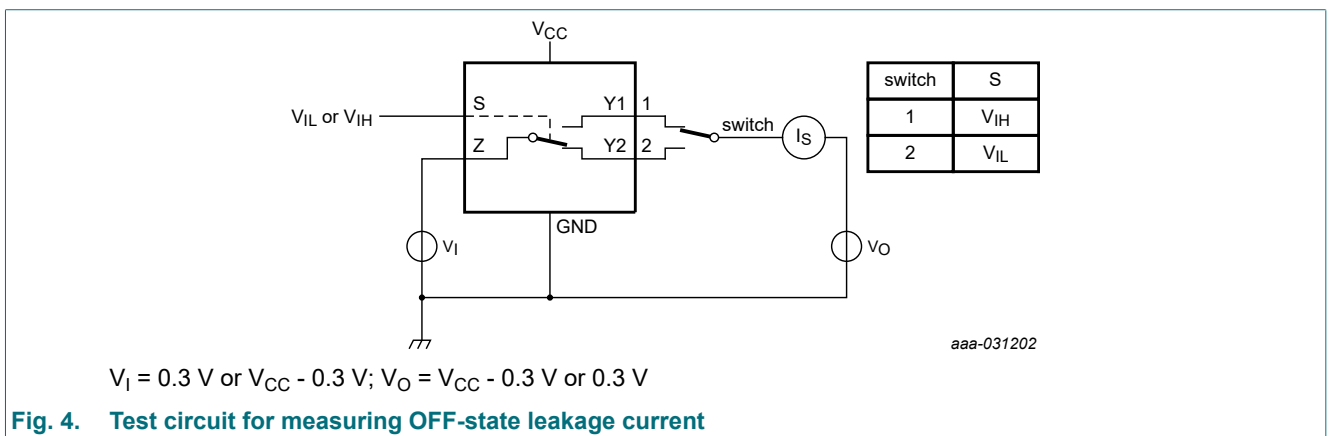 VCC
switch S
1 VIH
2 VIL
S Y1 1
VIL or VIH
switch
IS
Z Y2 2
GND
VI
VO
aaa-031202
VI = 0.3 V or VCC - 0.3 V; VO = VCC - 0.3 V or 0.3 V
Fig. 4. Test circuit for measuring OFF-state leakage current